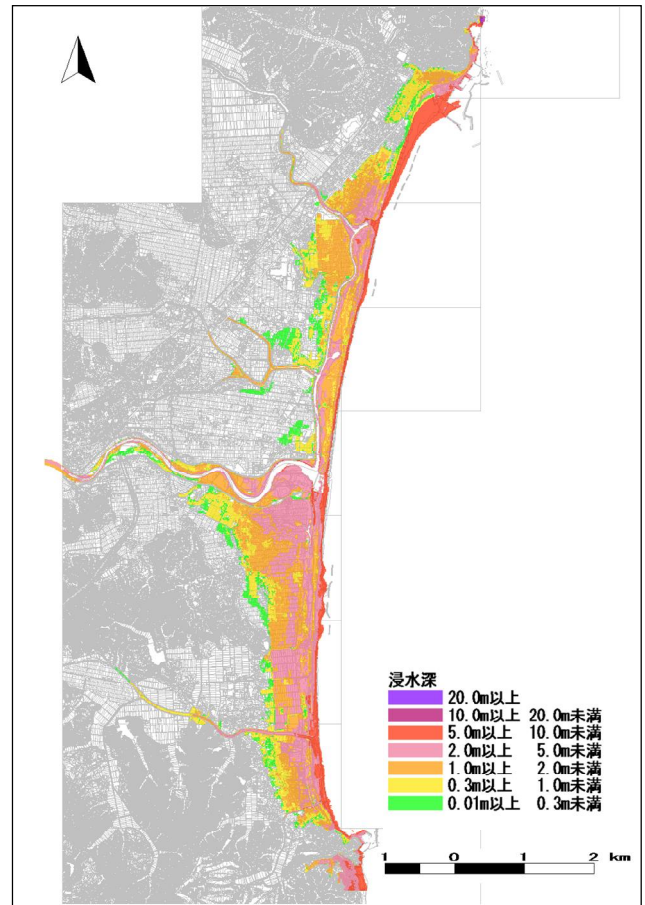 浸水深
20.0m以上
10.0m以上 20.0m未満
5.0m以上 10.0m未満
2.0m以上 5.0m未満
1.0m以上 2.0m未満
0.3m以上 1.0m未満
0.01m以上 0.3m未満
1 0 1 2 km